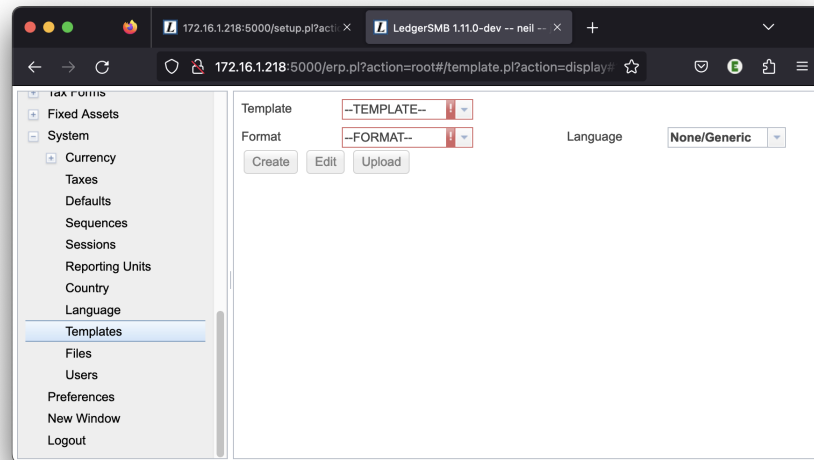 172.16.1.218:5000/setup.pl?actic
LedgerSMB 1.11.0-dev -- neil --
172.16.1.218:5000/erp.pl?action=root#/template.pl?action=display#
Tax Forms
Fixed Assets
System
Currency
Taxes
Defaults
Sequences
Sessions
Reporting Units
Country
Language
Templates
Files
Users
Preferences
New Window
Logout
Template --TEMPLATE-- !
Format --FORMAT-- ! Language None/Generic
Create Edit Upload